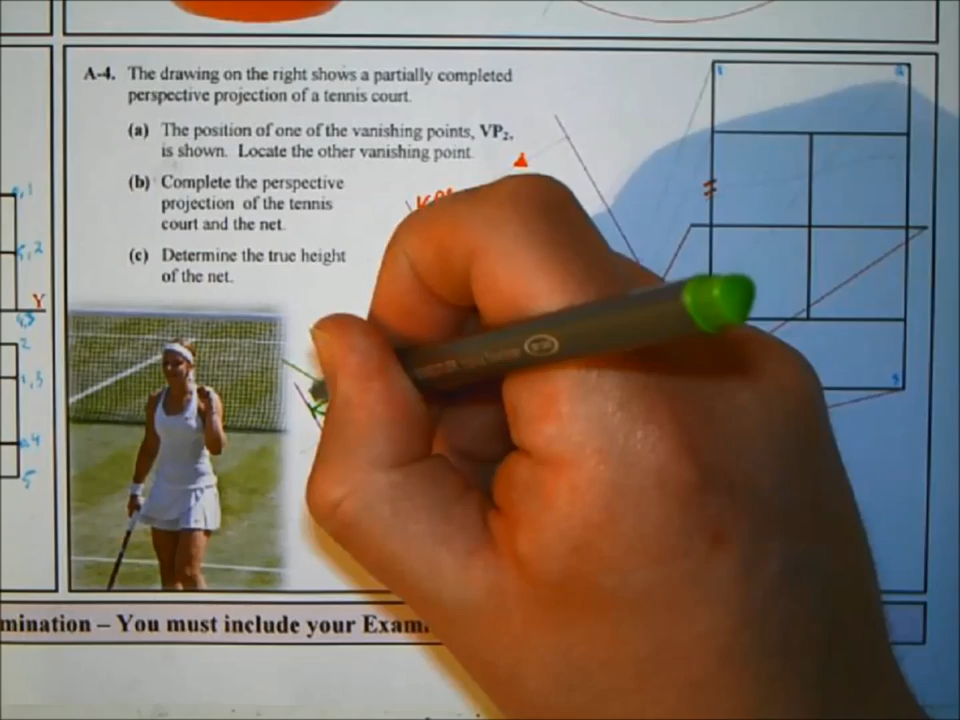 A-4. The drawing on the right shows a partially completed
perspective projection of a tennis court.
(a) The position of one of the vanishing points, VP₂,
is shown. Locate the other vanishing point.
(b) Complete the perspective
projection of the tennis
court and the net.
(c) Determine the true height
of the net.
Y
2
5
mination – You must include your Exam